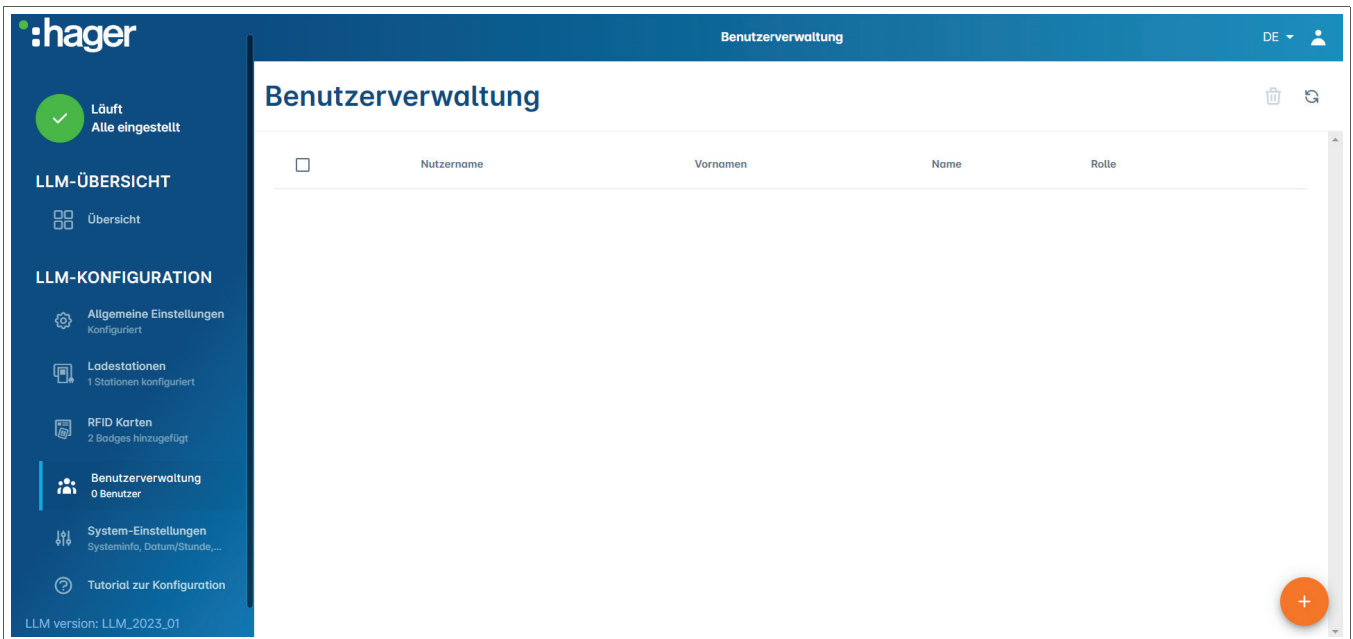 :hager
Benutzerverwaltung
DE
Läuft
Alle eingestellt
LLM-ÜBERSICHT
Übersicht
LLM-KONFIGURATION
Allgemeine Einstellungen
Konfiguriert
Ladestationen
1 Stationen konfiguriert
RFID Karten
2 Badges hinzugefügt
Benutzerverwaltung
0 Benutzer
System-Einstellungen
Systeminfo, Datum/Stunde,...
Tutorial zur Konfiguration
LLM version: LLM_2023_01
Benutzerverwaltung
Nutzername Vornamen Name Rolle